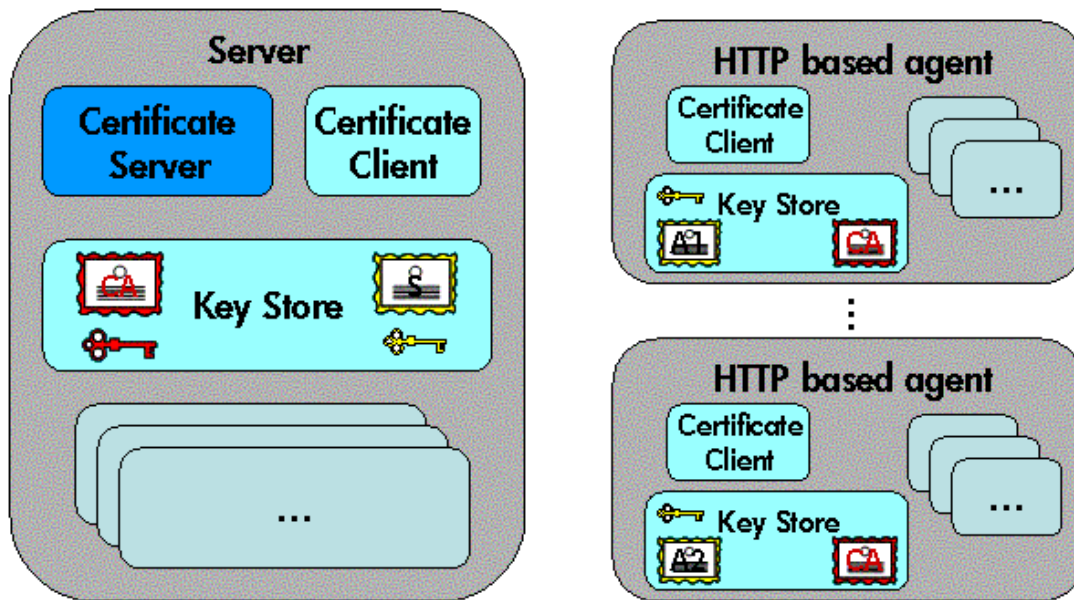 Server
Certificate
Server
Certificate
Client
CA
S
Key Store
...
HTTP based agent
Certificate
Client
...
Key Store
A1
CA
⋮
HTTP based agent
Certificate
Client
...
Key Store
A2
CA